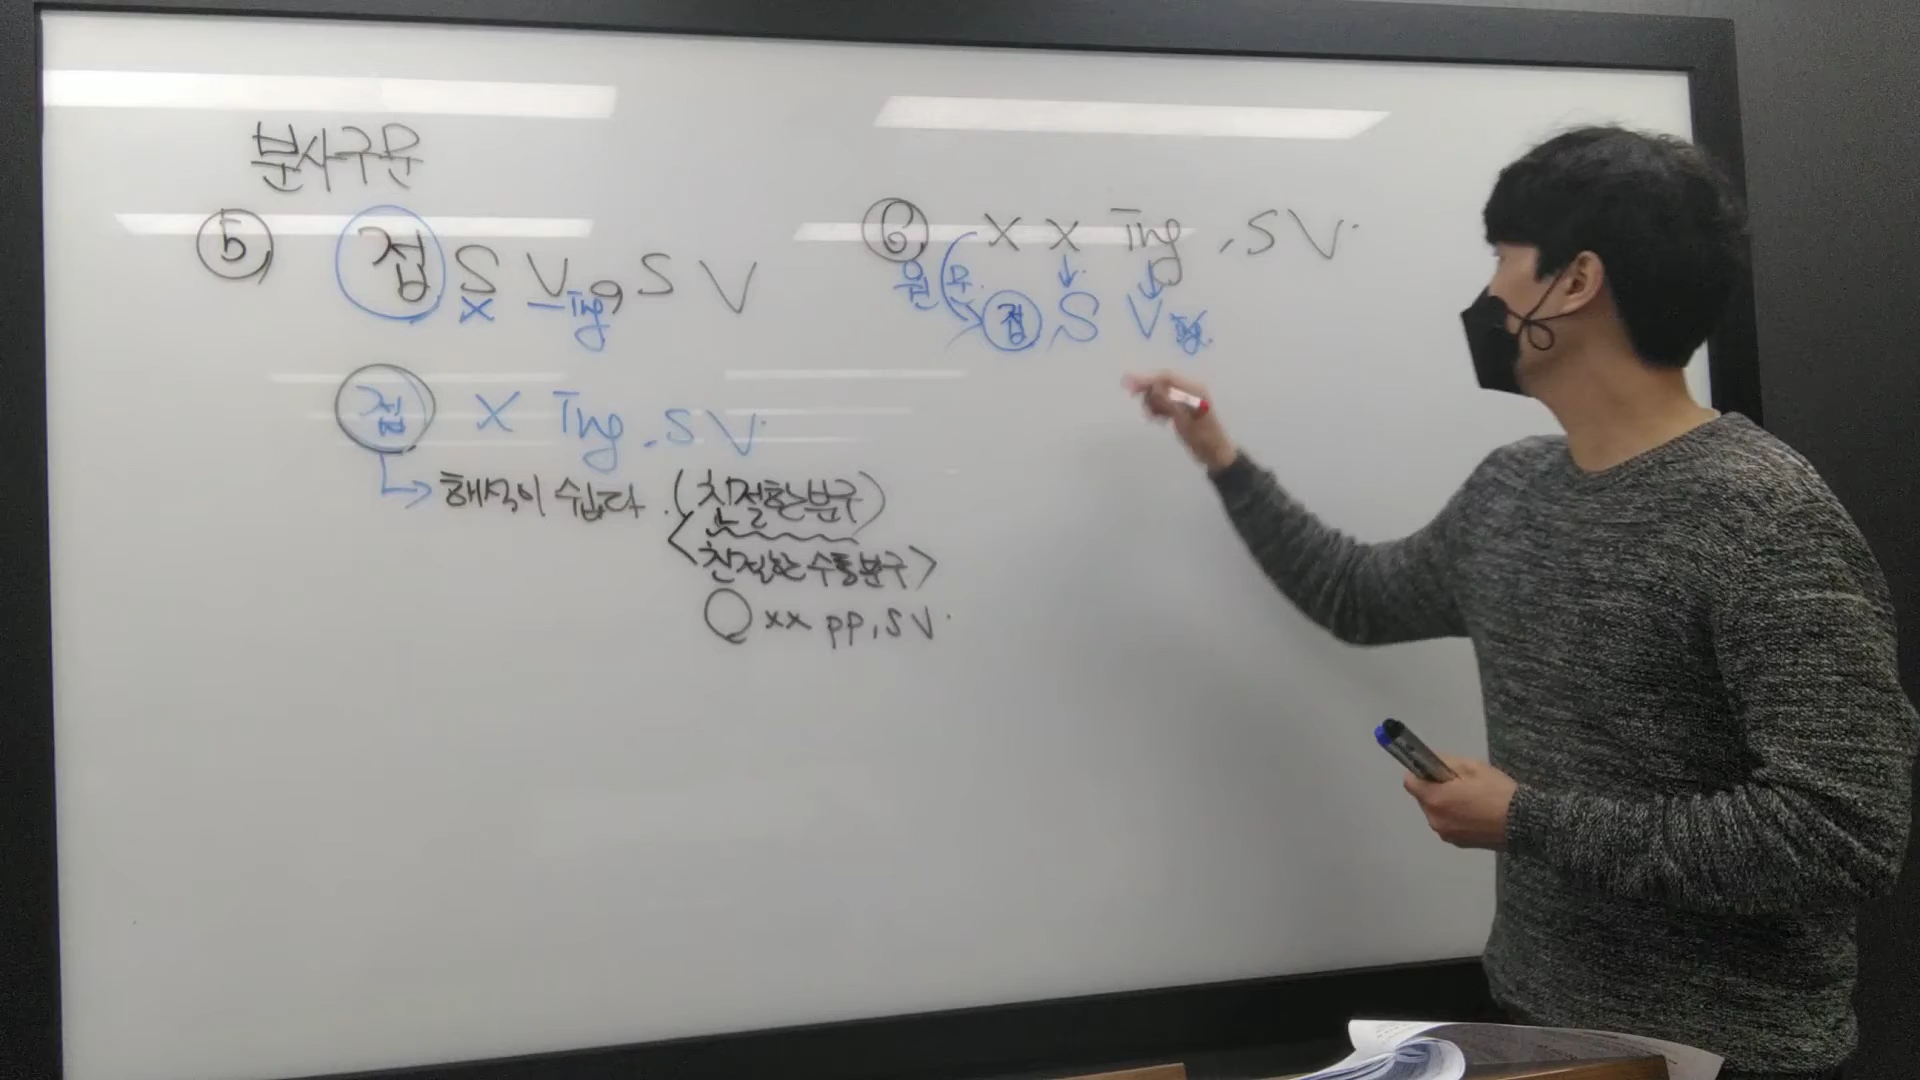 분사구문
⑤ 접 S V, S V
X ing
접 X ing, S V.
↳ 해석이 쉽다. (친절한 분구)
<친절한 수동분구>
○ xx pp, S V.
⑥ X X ing, S V.
원 부
접 S V